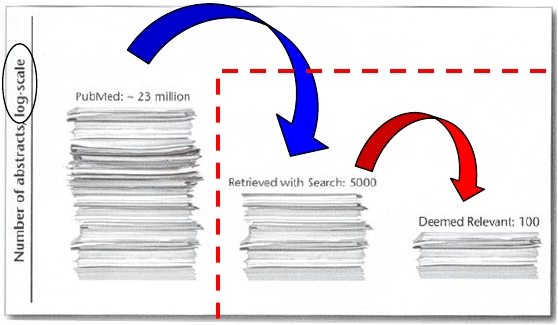 Number of abstracts log-scale
PubMed: ~ 23 million
Retrieved with Search: 5000
Deemed Relevant: 100